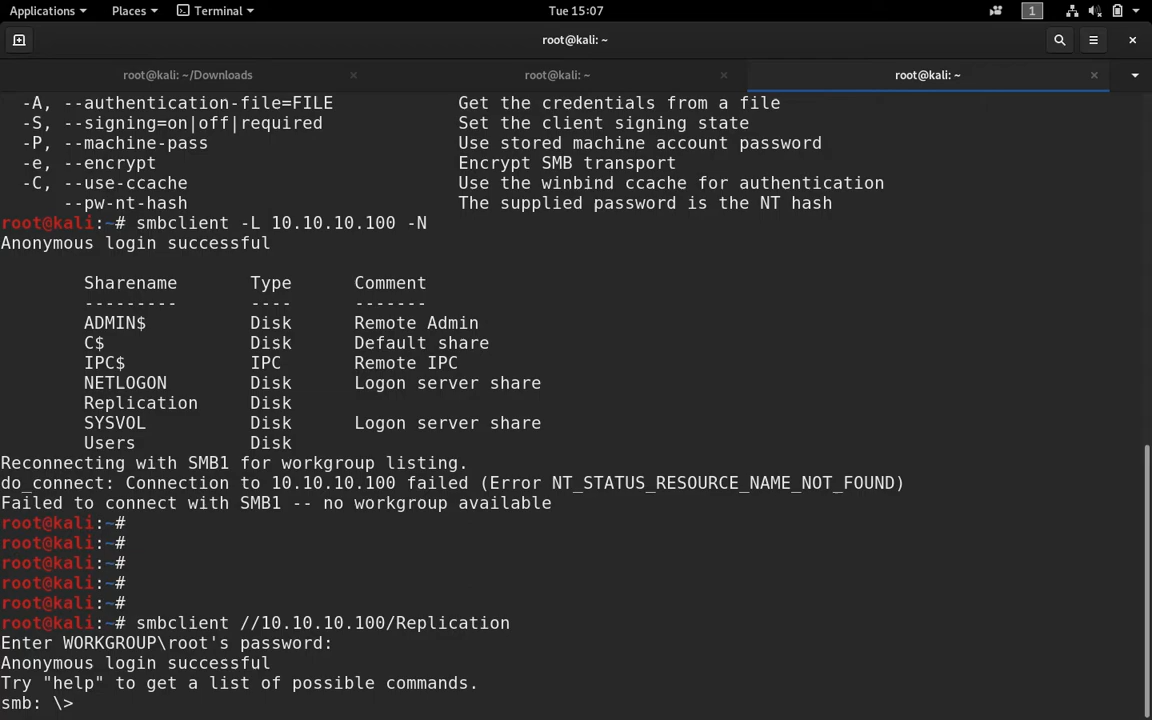 Applications Places Terminal Tue 15:07 1
root@kali: ~
root@kali: ~/Downloads root@kali: ~ root@kali: ~
-A, --authentication-file=FILE Get the credentials from a file
-S, --signing=on|off|required Set the client signing state
-P, --machine-pass Use stored machine account password
-e, --encrypt Encrypt SMB transport
-C, --use-ccache Use the winbind ccache for authentication
--pw-nt-hash The supplied password is the NT hash
root@kali:~# smbclient -L 10.10.10.100 -N
Anonymous login successful
Sharename Type Comment
--------- ---- -------
ADMIN$ Disk Remote Admin
C$ Disk Default share
IPC$ IPC Remote IPC
NETLOGON Disk Logon server share
Replication Disk
SYSVOL Disk Logon server share
Users Disk
Reconnecting with SMB1 for workgroup listing.
do_connect: Connection to 10.10.10.100 failed (Error NT_STATUS_RESOURCE_NAME_NOT_FOUND)
Failed to connect with SMB1 -- no workgroup available
root@kali:~#
root@kali:~#
root@kali:~#
root@kali:~#
root@kali:~#
root@kali:~# smbclient //10.10.10.100/Replication
Enter WORKGROUP\root's password:
Anonymous login successful
Try "help" to get a list of possible commands.
smb: \>